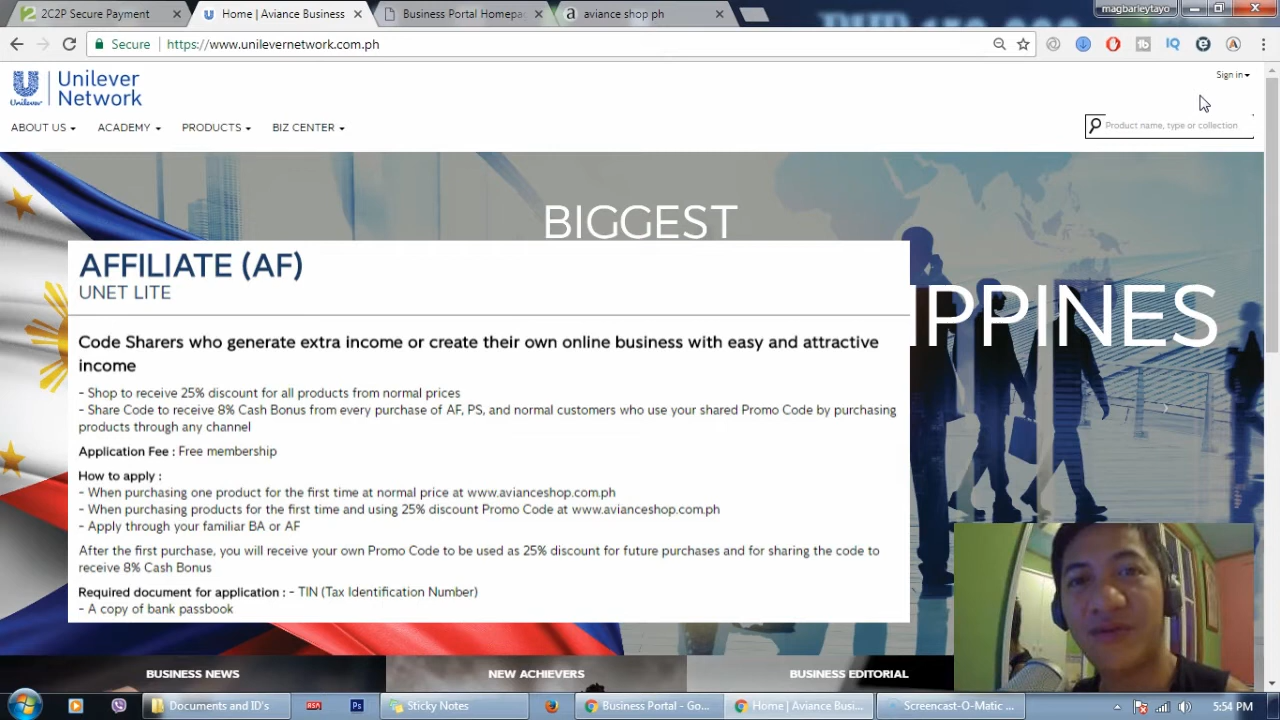 2C2P Secure Payment
Home | Aviance Business
Business Portal Homepa
aviance shop ph
magbarleytayo
Secure
https://www.unilevernetwork.com.ph
Unilever
Unilever
Network
Sign in
ABOUT US
ACADEMY
PRODUCTS
BIZ CENTER
Product name, type or collection
BIGGEST
IPPINES
AFFILIATE (AF)
UNET LITE
Code Sharers who generate extra income or create their own online business with easy and attractive
income
- Shop to receive 25% discount for all products from normal prices
- Share Code to receive 8% Cash Bonus from every purchase of AF, PS, and normal customers who use your shared Promo Code by purchasing
products through any channel
Application Fee : Free membership
How to apply :
- When purchasing one product for the first time at normal price at www.avianceshop.com.ph
- When purchasing products for the first time and using 25% discount Promo Code at www.avianceshop.com.ph
- Apply through your familiar BA or AF
After the first purchase, you will receive your own Promo Code to be used as 25% discount for future purchases and for sharing the code to
receive 8% Cash Bonus
Required document for application : - TIN (Tax Identification Number)
- A copy of bank passbook
BUSINESS NEWS
NEW ACHIEVERS
BUSINESS EDITORIAL
Documents and ID's
Ps
Sticky Notes
Business Portal - Go...
Home | Aviance Busi...
Screencast-O-Matic ...
5:54 PM